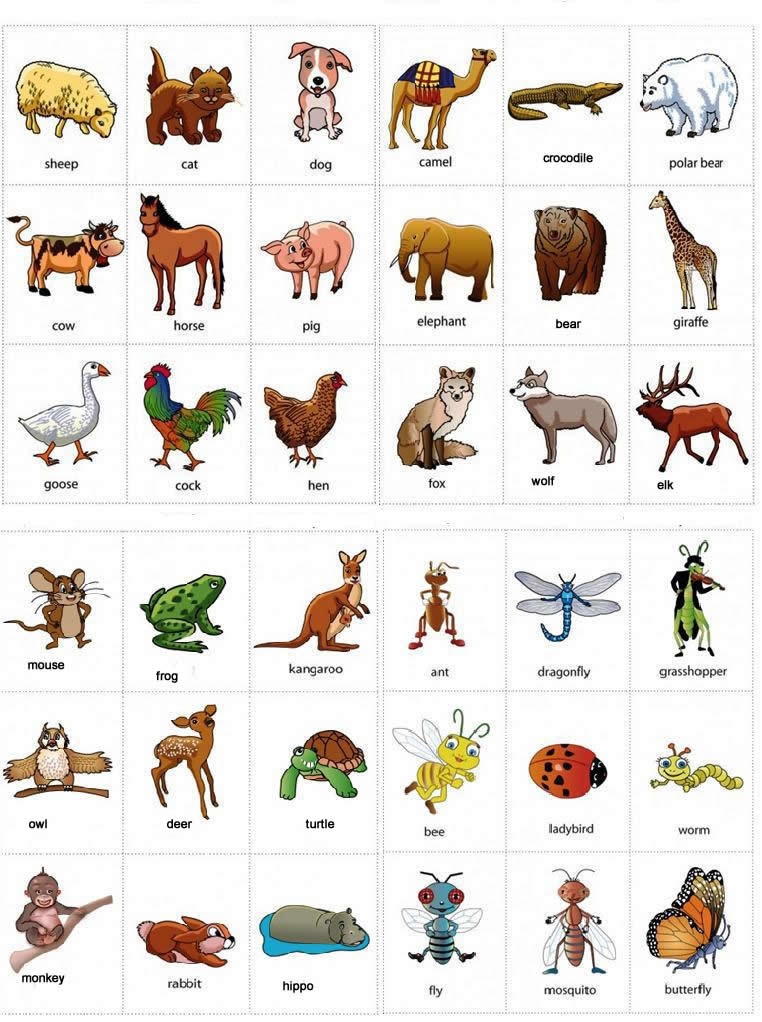 sheep cat dog camel crocodile polar bear
cow horse pig elephant bear giraffe
goose cock hen fox wolf elk
mouse frog kangaroo ant dragonfly grasshopper
owl deer turtle bee ladybird worm
monkey rabbit hippo fly mosquito butterfly